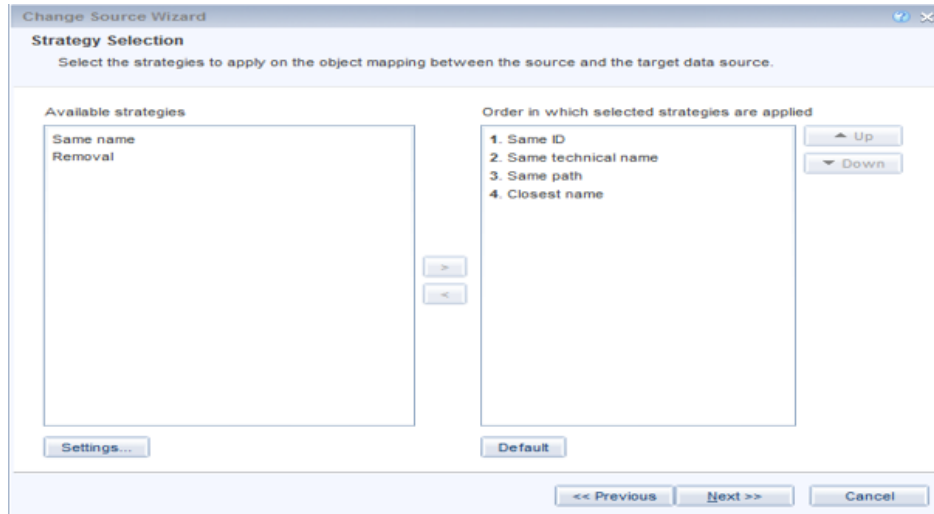 Change Source Wizard
Strategy Selection
Select the strategies to apply on the object mapping between the source and the target data source.
Available strategies
Same name
Removal
Order in which selected strategies are applied
1. Same ID
2. Same technical name
3. Same path
4. Closest name
Up
Down
>
<
Settings...
Default
<< Previous
Next >>
Cancel